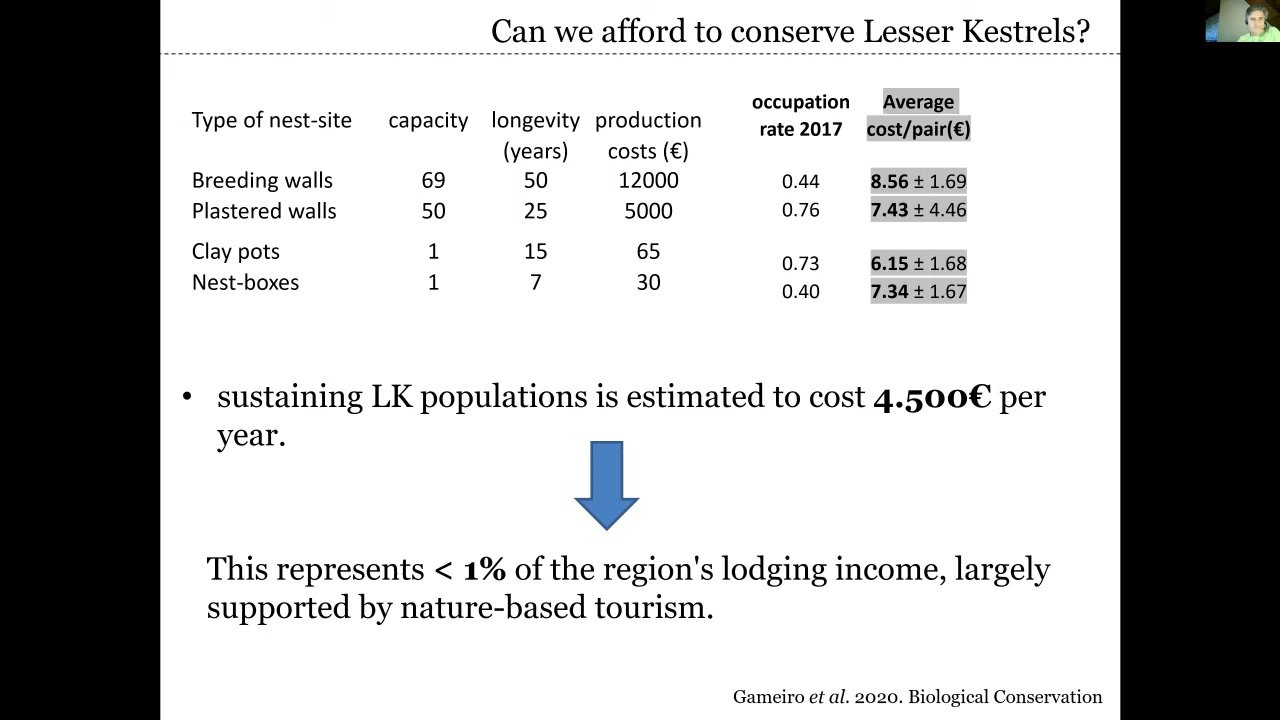 Can we afford to conserve Lesser Kestrels?
Type of nest-site capacity longevity (years) production costs (€) occupation rate 2017 Average cost/pair(€)
Breeding walls 69 50 12000 0.44 8.56 ± 1.69
Plastered walls 50 25 5000 0.76 7.43 ± 4.46
Clay pots 1 15 65 0.73 6.15 ± 1.68
Nest-boxes 1 7 30 0.40 7.34 ± 1.67
• sustaining LK populations is estimated to cost 4.500€ per
year.
This represents < 1% of the region's lodging income, largely
supported by nature-based tourism.
Gameiro et al. 2020. Biological Conservation